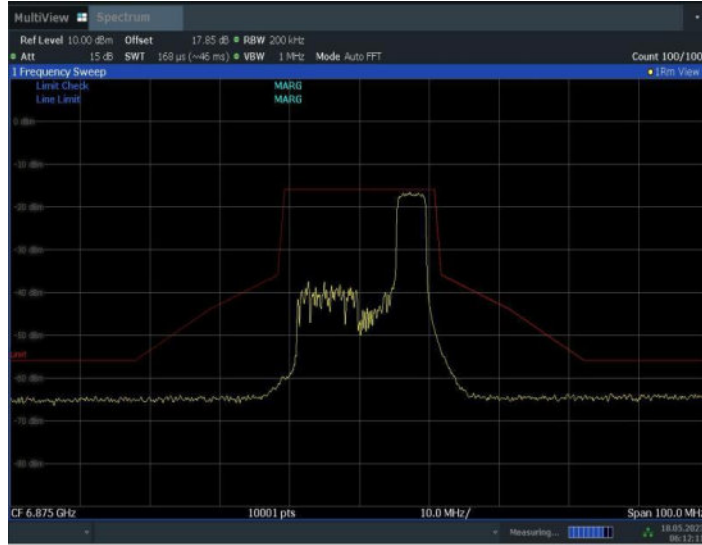 MultiView Spectrum
Ref Level 10.00 dBm Offset 17.85 dB RBW 200 kHz
Att 15 dB SWT 168 µs (~46 ms) VBW 1 MHz Mode Auto FFT Count 100/100
1 Frequency Sweep 1Rm View
Limit Check MARG
Line Limit MARG
0 dBm
-10 dBm
-20 dBm
-30 dBm
-40 dBm
-50 dBm
-60 dBm
-70 dBm
-80 dBm
CF 6.875 GHz 10001 pts 10.0 MHz/ Span 100.0 MHz
Measuring... 18.05.202
06:12:1